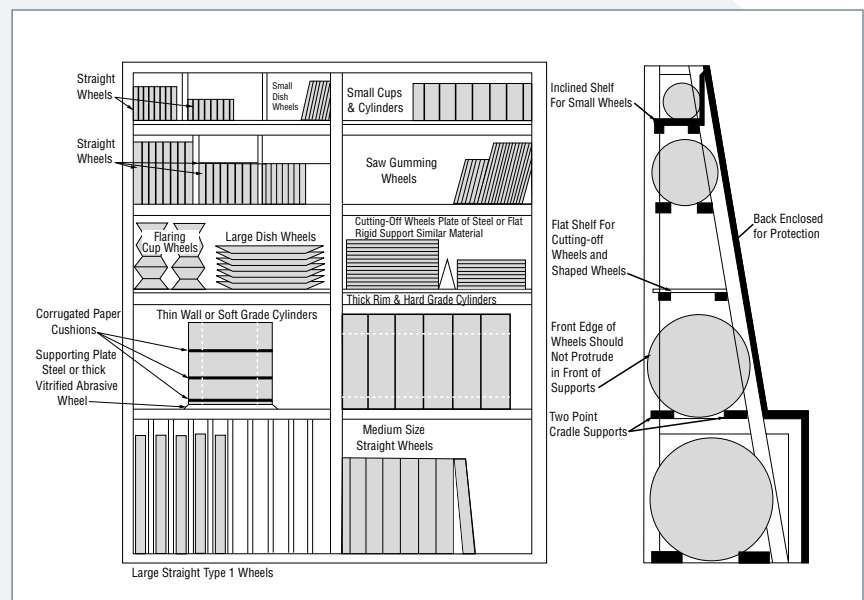 Straight
Wheels
Small
Dish
Wheels
Small Cups
& Cylinders
Straight
Wheels
Saw Gumming
Wheels
Flaring
Cup Wheels
Large Dish Wheels
Cutting-Off Wheels Plate of Steel or Flat
Rigid Support Similar Material
Corrugated Paper
Cushions
Thin Wall or Soft Grade Cylinders
Thick Rim & Hard Grade Cylinders
Supporting Plate
Steel or thick
Vitrified Abrasive
Wheel
Medium Size
Straight Wheels
Large Straight Type 1 Wheels
Inclined Shelf
For Small Wheels
Back Enclosed
for Protection
Flat Shelf For
Cutting-off
Wheels and
Shaped Wheels
Front Edge of
Wheels Should
Not Protrude
in Front of
Supports
Two Point
Cradle Supports